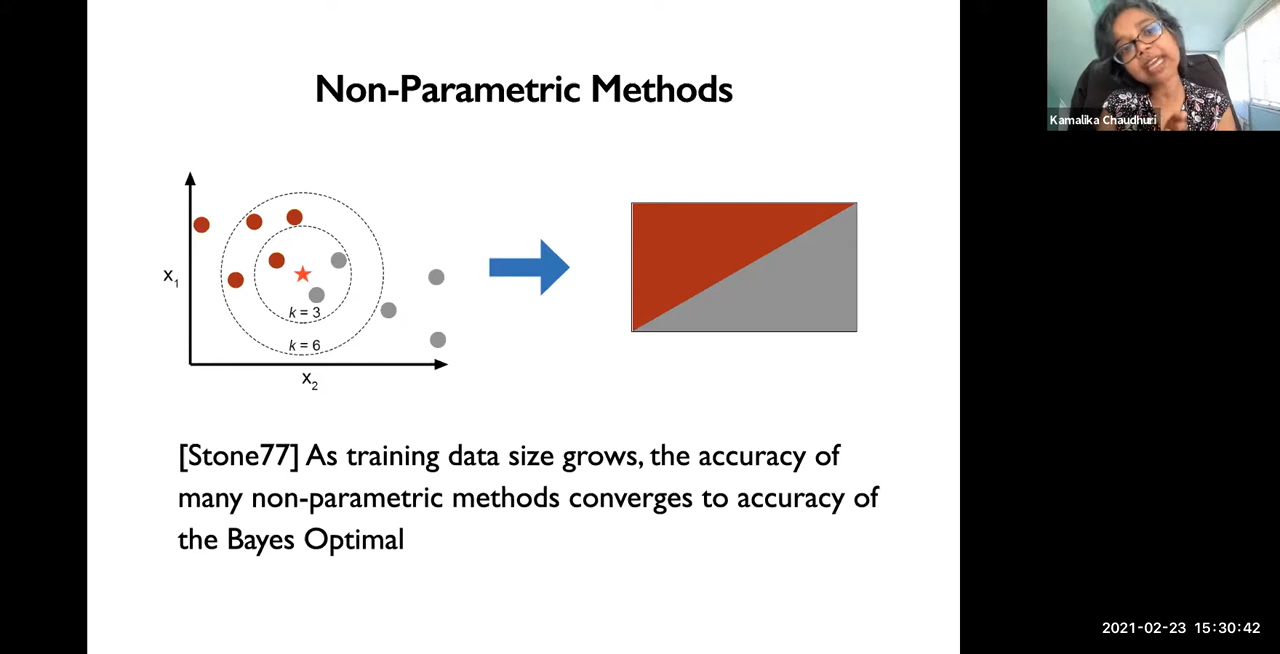 Non-Parametric Methods
Kamalika Chaudhuri
x1
k = 3
k = 6
x2
[Stone77] As training data size grows, the accuracy of
many non-parametric methods converges to accuracy of
the Bayes Optimal
2021-02-23 15:30:42